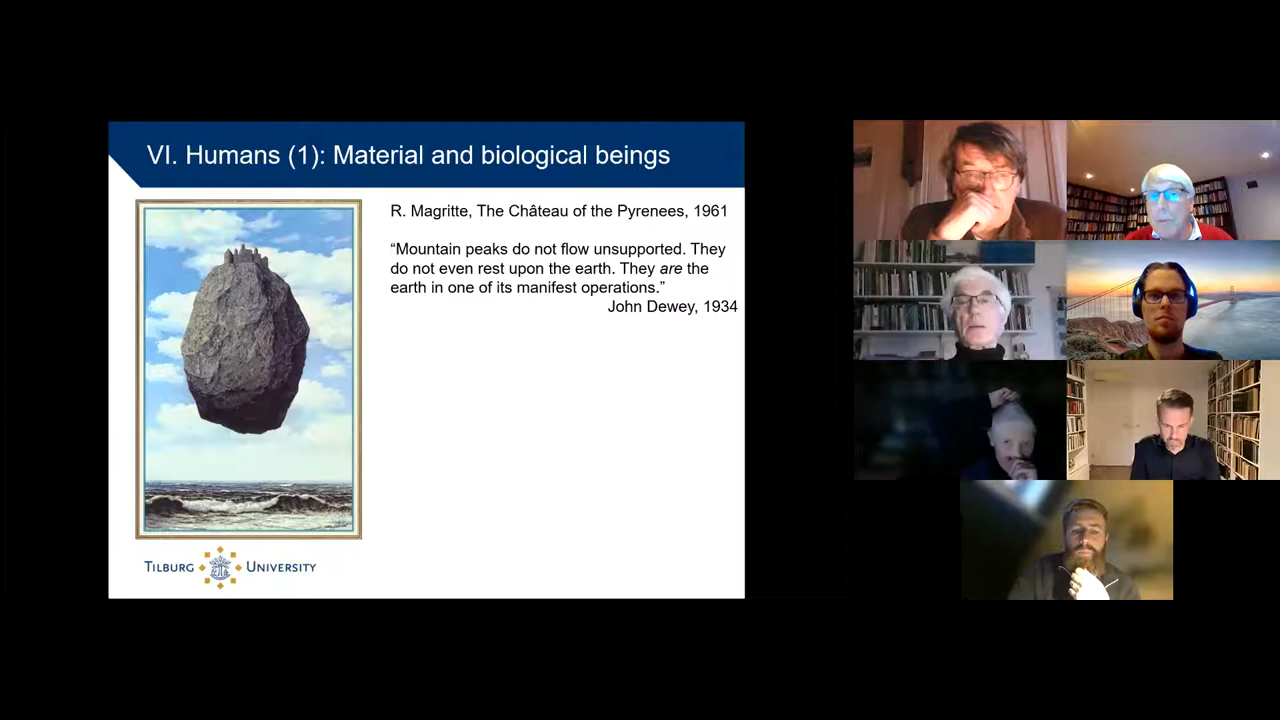 VI. Humans (1): Material and biological beings
R. Magritte, The Château of the Pyrenees, 1961
“Mountain peaks do not flow unsupported. They
do not even rest upon the earth. They are the
earth in one of its manifest operations.”
John Dewey, 1934
TILBURG UNIVERSITY